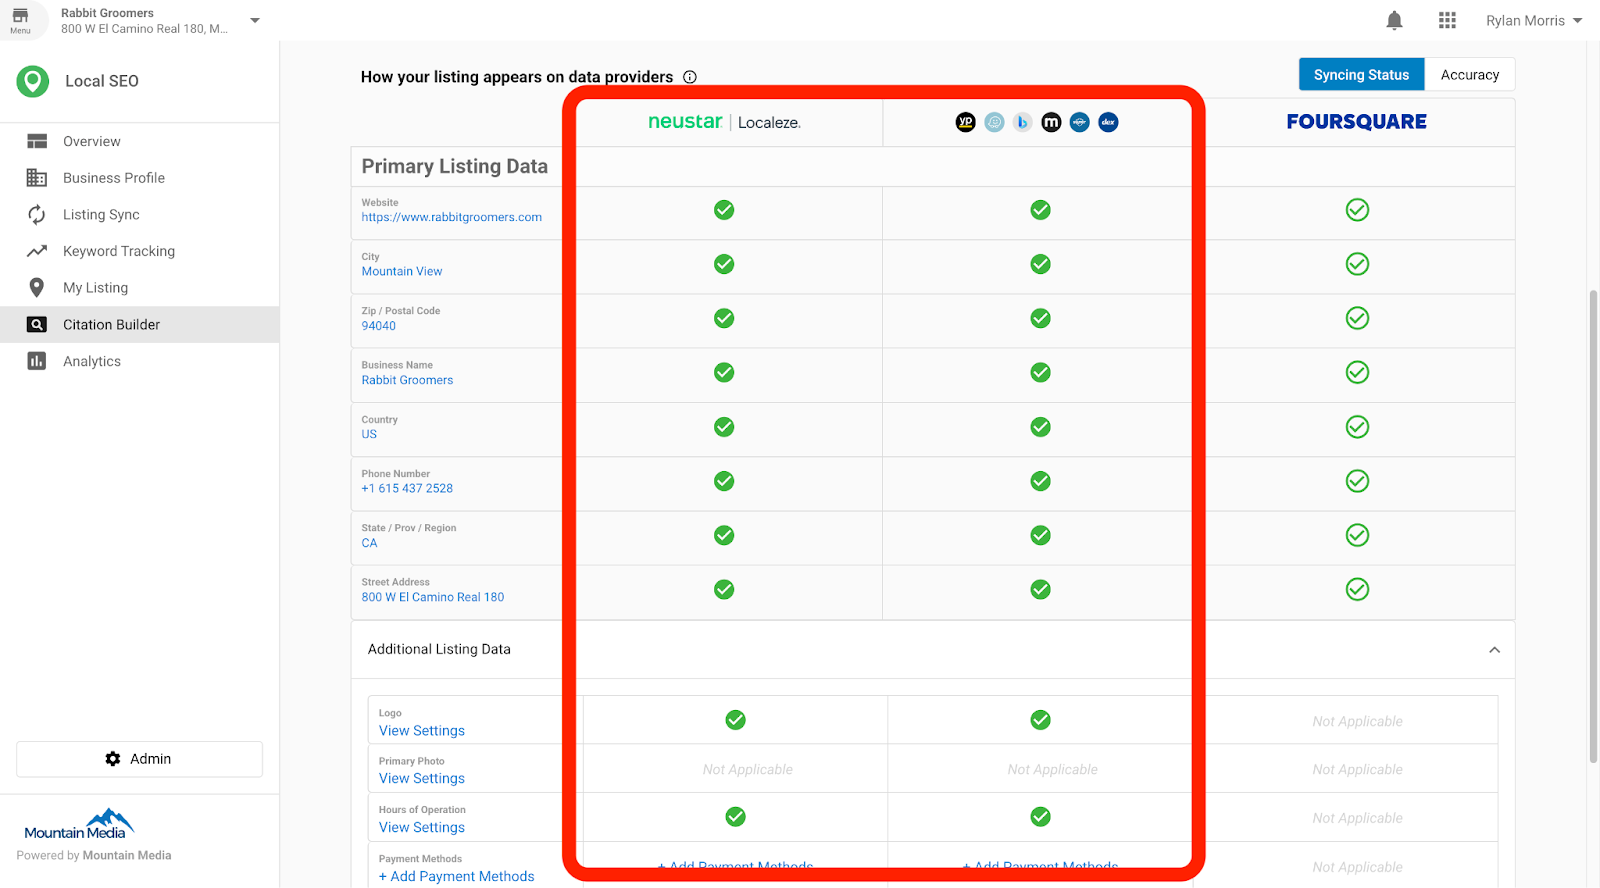 Menu
Rabbit Groomers
800 W El Camino Real 180, M...
Rylan Morris
Local SEO
Overview
Business Profile
Listing Sync
Keyword Tracking
My Listing
Citation Builder
Analytics
Admin
Mountain Media
Powered by Mountain Media
How your listing appears on data providers
Syncing Status
Accuracy
neustar | Localeze.
yp b m dex
FOURSQUARE
Primary Listing Data
Website
https://www.rabbitgroomers.com
City
Mountain View
Zip / Postal Code
94040
Business Name
Rabbit Groomers
Country
US
Phone Number
+1 615 437 2528
State / Prov / Region
CA
Street Address
800 W El Camino Real 180
Additional Listing Data
Logo
View Settings
Not Applicable
Primary Photo
View Settings
Not Applicable
Not Applicable
Not Applicable
Hours of Operation
View Settings
Not Applicable
Payment Methods
+ Add Payment Methods
+ Add Payment Methods
+ Add Payment Methods
Not Applicable